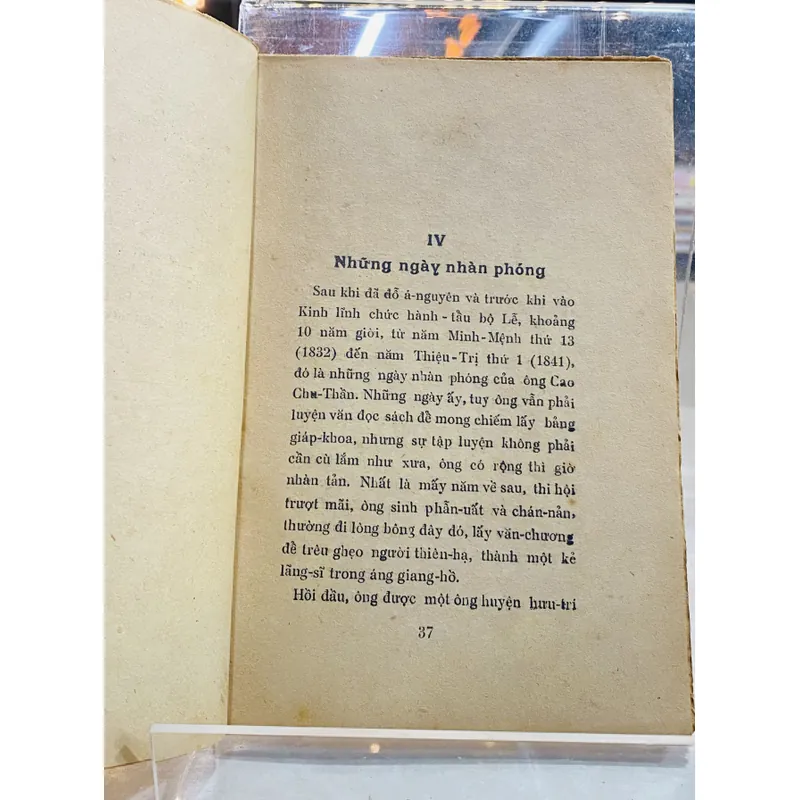 IV
Những ngày nhàn phóng
Sau khi đã đỗ á-nguyên và trước khi vào
Kinh lĩnh chức hành-tầu bộ Lễ, khoảng
10 năm giời, từ năm Minh-Mệnh thứ 13
(1832) đến năm Thiệu-Trị thứ 1 (1841),
đó là những ngày nhàn phóng của ông Cao
Chu-Thần. Những ngày ấy, tuy ông vẫn phải
luyện văn đọc sách để mong chiếm lấy bảng
giáp-khoa, nhưng sự tập luyện không phải
cần cù lắm như xưa, ông có rộng thì giờ
nhàn tản. Nhất là mấy năm về sau, thi hội
trượt mãi, ông sinh phẫn-uất và chán-nản,
thường đi lông bông đây đó, lấy văn-chương
để trêu ghẹo người thiên-hạ, thành một kẻ
lãng-sĩ trong áng giang-hồ.
Hồi đầu, ông được một ông huyện hưu-trí
37